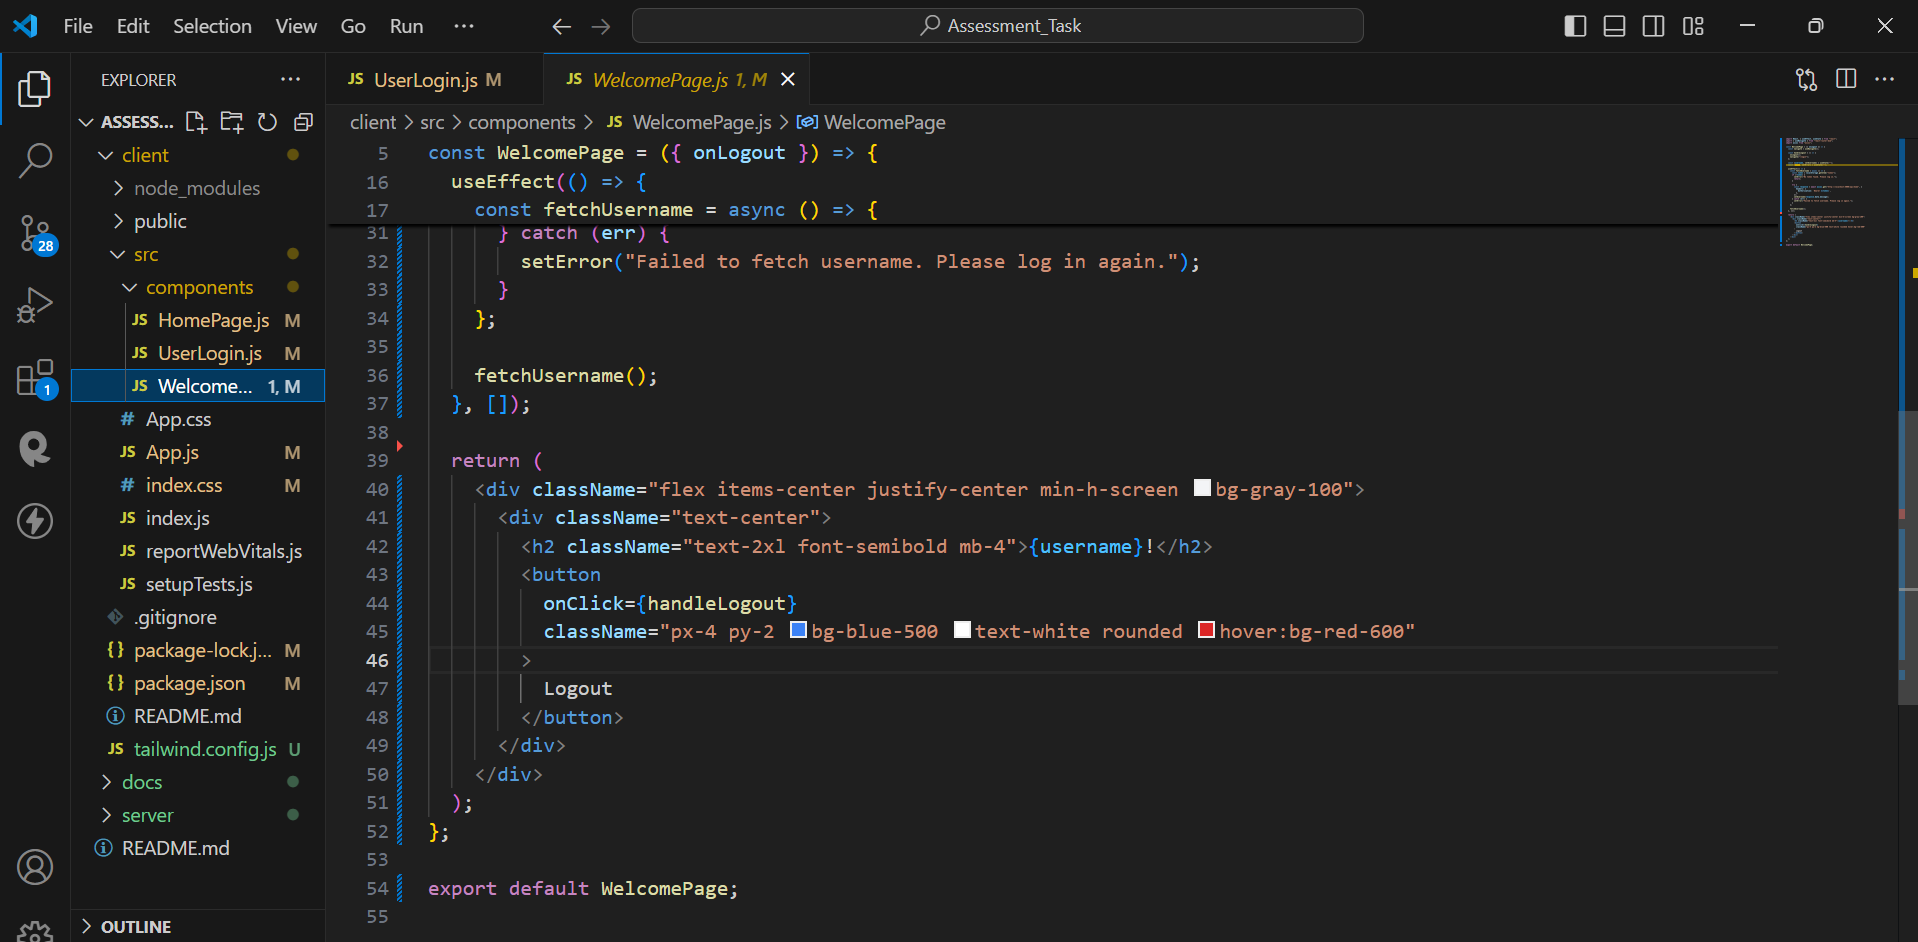 File Edit Selection View Go Run ···
Assessment_Task
EXPLORER ···
ASSESS...
client
node_modules
public
src
components
JS HomePage.js M
JS UserLogin.js M
JS Welcome... 1, M
# App.css
JS App.js M
# index.css M
JS index.js
JS reportWebVitals.js
JS setupTests.js
.gitignore
{} package-lock.j... M
{} package.json M
README.md
JS tailwind.config.js U
docs
server
README.md
OUTLINE
28
1
JS UserLogin.js M
JS WelcomePage.js 1, M
client > src > components > JS WelcomePage.js > WelcomePage
5 const WelcomePage = ({ onLogout }) => {
16 useEffect(() => {
17 const fetchUsername = async () => {
31 } catch (err) {
32 setError("Failed to fetch username. Please log in again.");
33 }
34 };
35
36 fetchUsername();
37 }, []);
38
39 return (
40 <div className="flex items-center justify-center min-h-screen bg-gray-100">
41 <div className="text-center">
42 <h2 className="text-2xl font-semibold mb-4">{username}!</h2>
43 <button
44 onClick={handleLogout}
45 className="px-4 py-2 bg-blue-500 text-white rounded hover:bg-red-600"
46 >
47 Logout
48 </button>
49 </div>
50 </div>
51 );
52 };
53
54 export default WelcomePage;
55